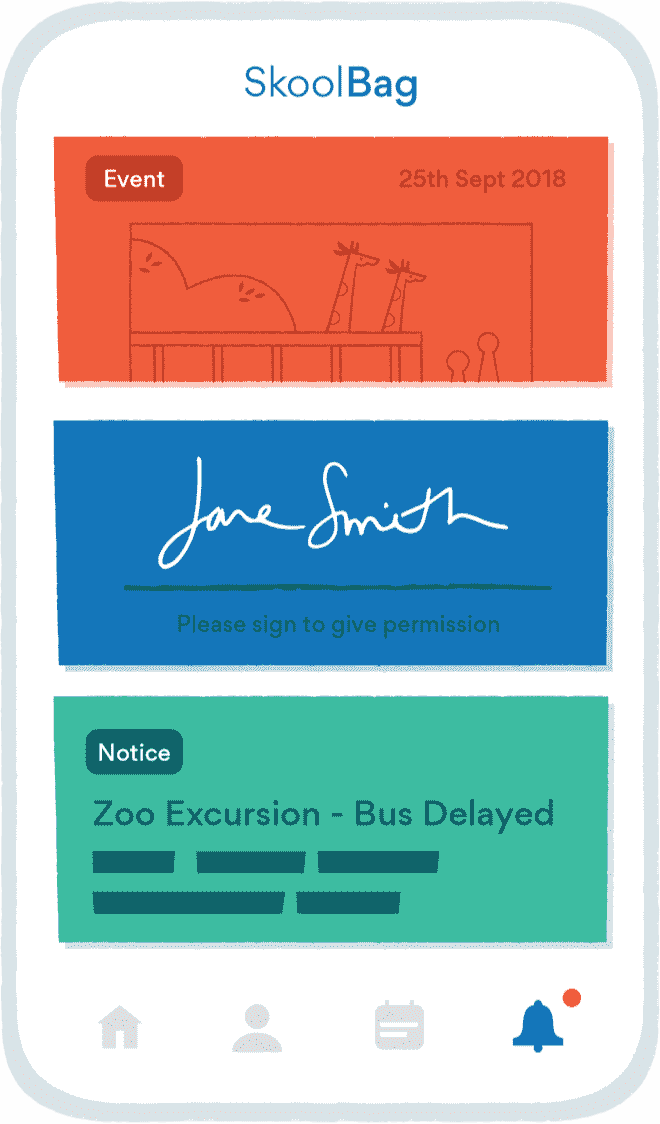 SkoolBag
Event
25th Sept 2018
Jane Smith
Please sign to give permission
Notice
Zoo Excursion - Bus Delayed